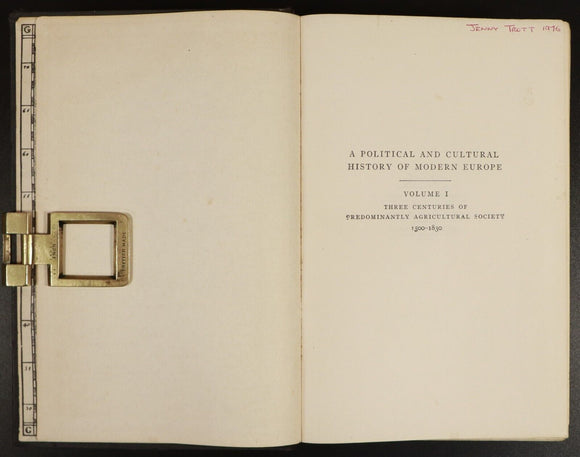 JENNY TROTT 1976
A POLITICAL AND CULTURAL
HISTORY OF MODERN EUROPE
VOLUME I
THREE CENTURIES OF
PREDOMINANTLY AGRICULTURAL SOCIETY
1500–1830
G
G